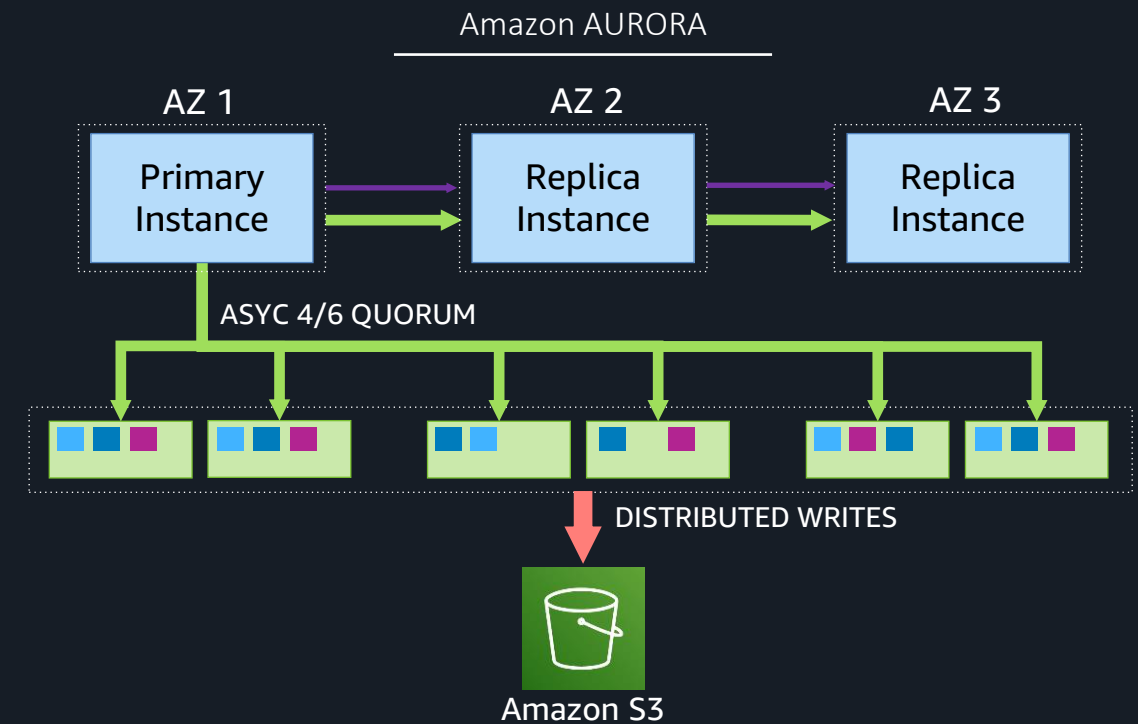 Amazon AURORA
AZ 1
AZ 2
AZ 3
Primary
Instance
Replica
Instance
Replica
Instance
ASYC 4/6 QUORUM
DISTRIBUTED WRITES
Amazon S3